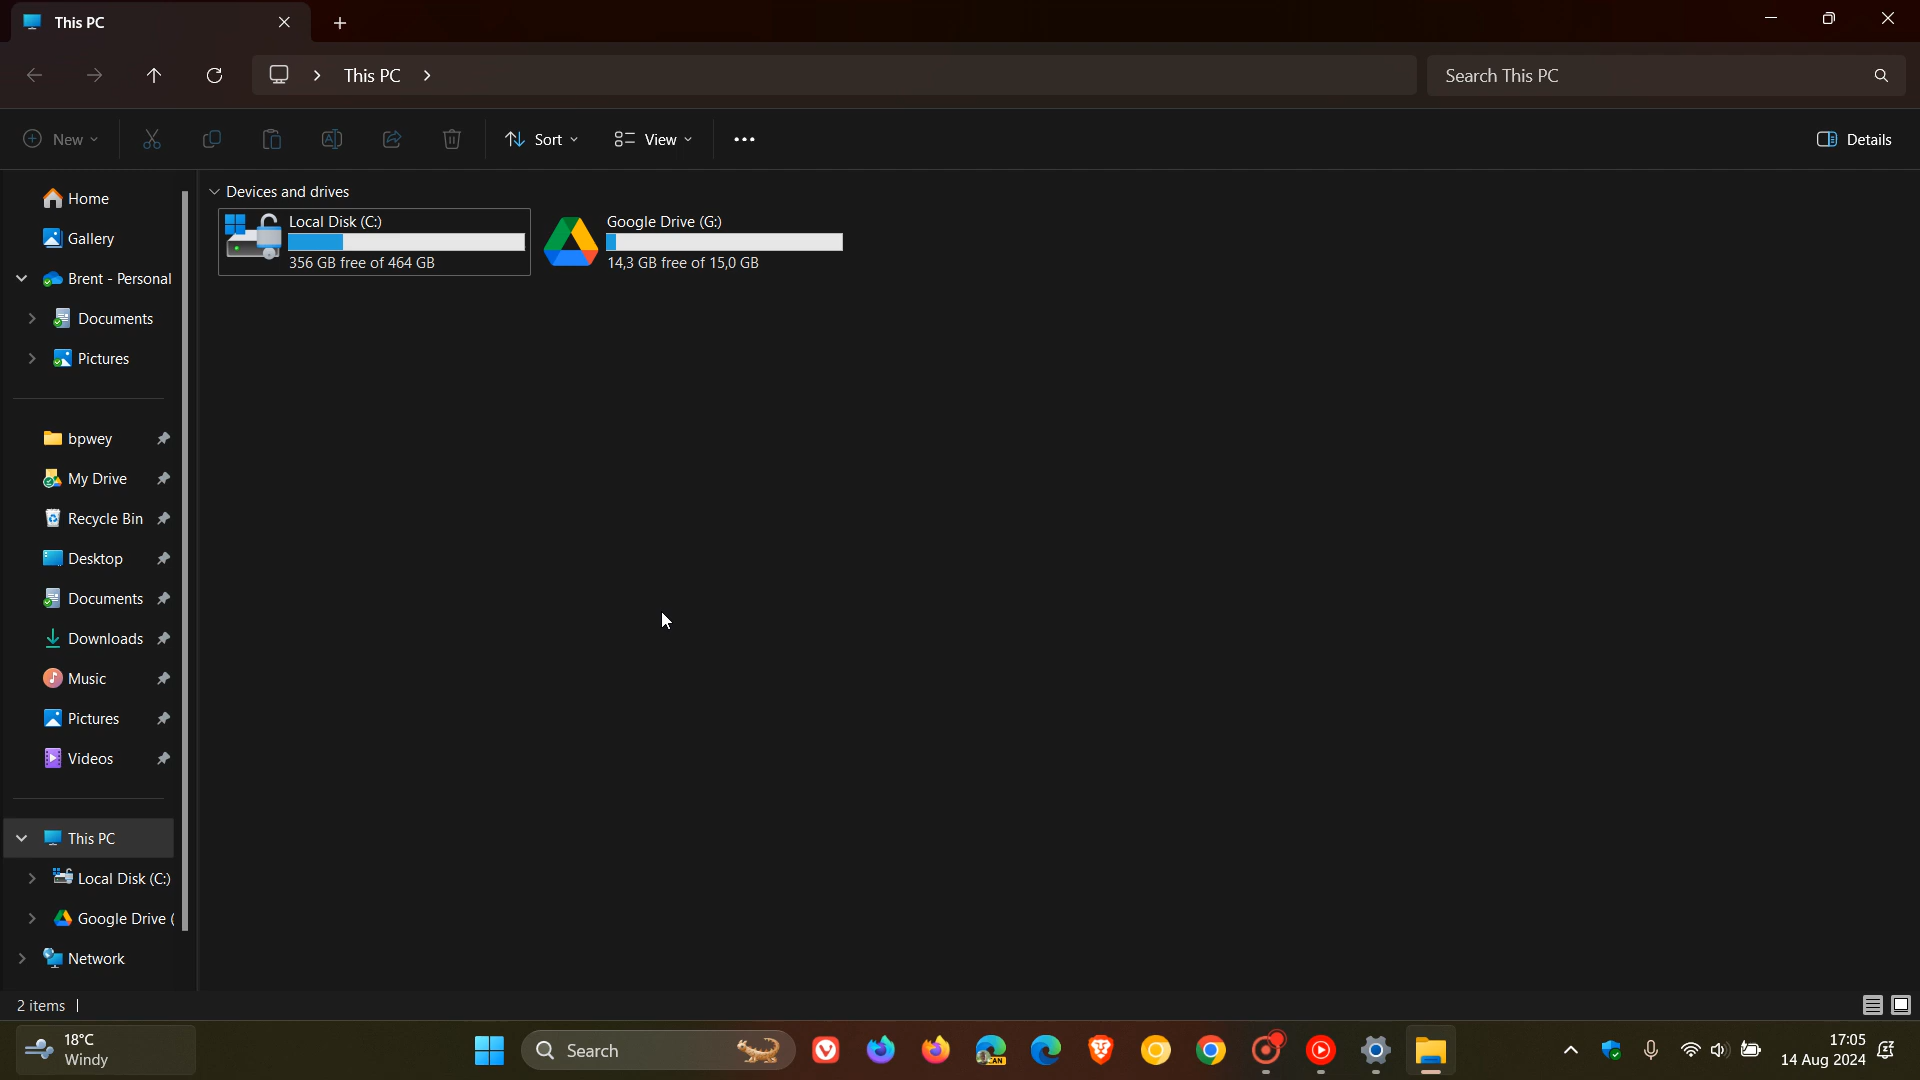 This PC
This PC
Search This PC
New
Sort
View
Details
Home
Gallery
Brent - Personal
Documents
Pictures
bpwey
My Drive
Recycle Bin
Desktop
Documents
Downloads
Music
Pictures
Videos
This PC
Local Disk (C:)
Google Drive (
Network
Devices and drives
Local Disk (C:)
356 GB free of 464 GB
Google Drive (G:)
14,3 GB free of 15,0 GB
2 items
18°C
Windy
Search
CAN
17:05
14 Aug 2024